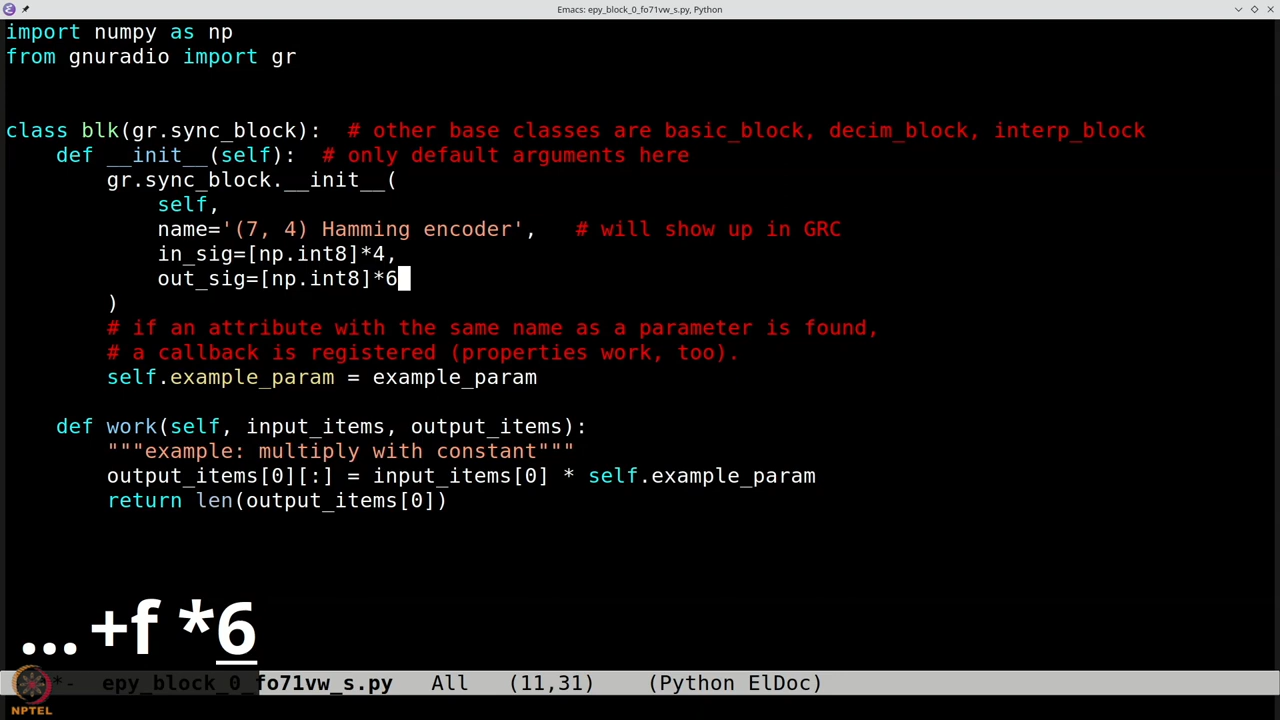 Emacs: epy_block_0_fo71vw_s.py, Python
import numpy as np
from gnuradio import gr
class blk(gr.sync_block):  # other base classes are basic_block, decim_block, interp_block
    def __init__(self):  # only default arguments here
        gr.sync_block.__init__(
            self,
            name='(7, 4) Hamming encoder',   # will show up in GRC
            in_sig=[np.int8]*4,
            out_sig=[np.int8]*6
        )
        # if an attribute with the same name as a parameter is found,
        # a callback is registered (properties work, too).
        self.example_param = example_param
    def work(self, input_items, output_items):
        """example: multiply with constant"""
        output_items[0][:] = input_items[0] * self.example_param
        return len(output_items[0])
... +f *6
*-  epy_block_0_fo71vw_s.py   All   (11,31)    (Python ElDoc)
NPTEL